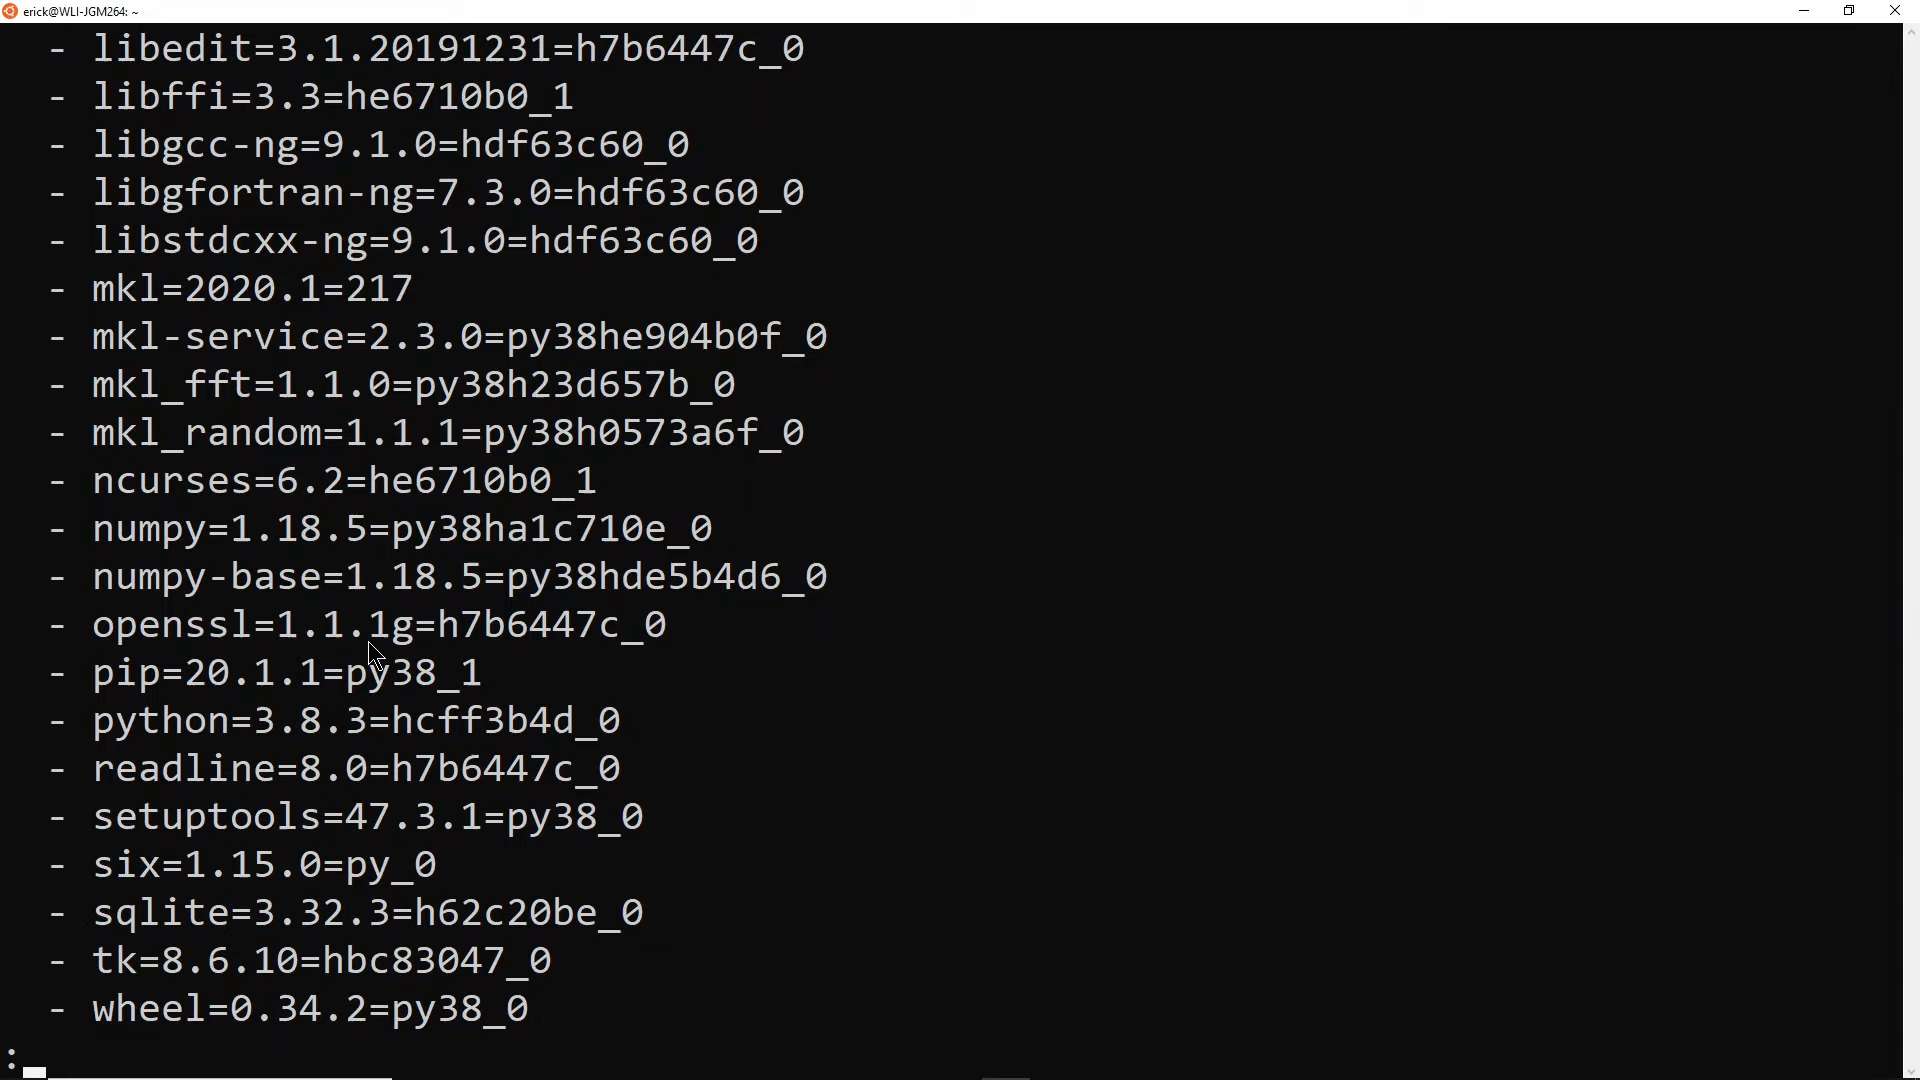 erick@WLI-JGM264: ~
- libedit=3.1.20191231=h7b6447c_0
- libffi=3.3=he6710b0_1
- libgcc-ng=9.1.0=hdf63c60_0
- libgfortran-ng=7.3.0=hdf63c60_0
- libstdcxx-ng=9.1.0=hdf63c60_0
- mkl=2020.1=217
- mkl-service=2.3.0=py38he904b0f_0
- mkl_fft=1.1.0=py38h23d657b_0
- mkl_random=1.1.1=py38h0573a6f_0
- ncurses=6.2=he6710b0_1
- numpy=1.18.5=py38ha1c710e_0
- numpy-base=1.18.5=py38hde5b4d6_0
- openssl=1.1.1g=h7b6447c_0
- pip=20.1.1=py38_1
- python=3.8.3=hcff3b4d_0
- readline=8.0=h7b6447c_0
- setuptools=47.3.1=py38_0
- six=1.15.0=py_0
- sqlite=3.32.3=h62c20be_0
- tk=8.6.10=hbc83047_0
- wheel=0.34.2=py38_0
: